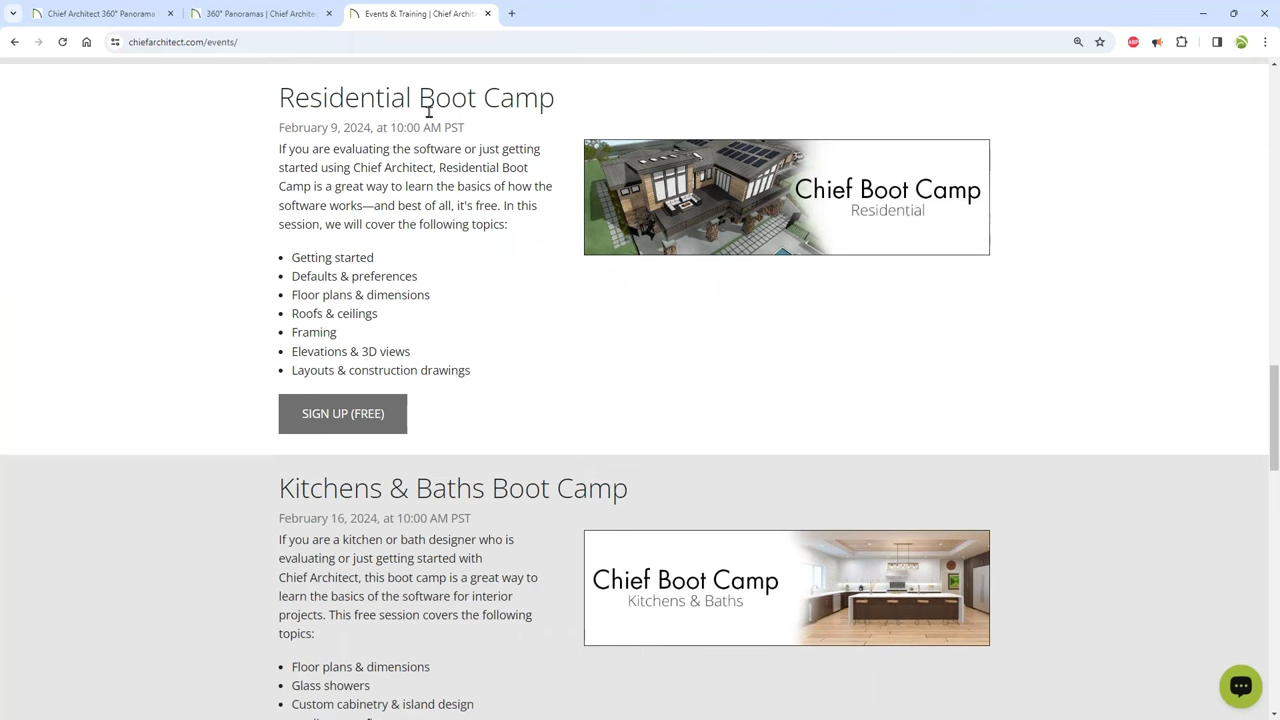 Chief Architect 360° Panorama
360° Panoramas | Chief Archite
Events & Training | Chief Archit
chiefarchitect.com/events/
ABP
Residential Boot Camp
February 9, 2024, at 10:00 AM PST
If you are evaluating the software or just getting
started using Chief Architect, Residential Boot
Camp is a great way to learn the basics of how the
software works—and best of all, it's free. In this
session, we will cover the following topics:
Chief Boot Camp
Residential
• Getting started
• Defaults & preferences
• Floor plans & dimensions
• Roofs & ceilings
• Framing
• Elevations & 3D views
• Layouts & construction drawings
SIGN UP (FREE)
Kitchens & Baths Boot Camp
February 16, 2024, at 10:00 AM PST
If you are a kitchen or bath designer who is
evaluating or just getting started with
Chief Architect, this boot camp is a great way to
learn the basics of the software for interior
projects. This free session covers the following
topics:
Chief Boot Camp
Kitchens & Baths
• Floor plans & dimensions
• Glass showers
• Custom cabinetry & island design